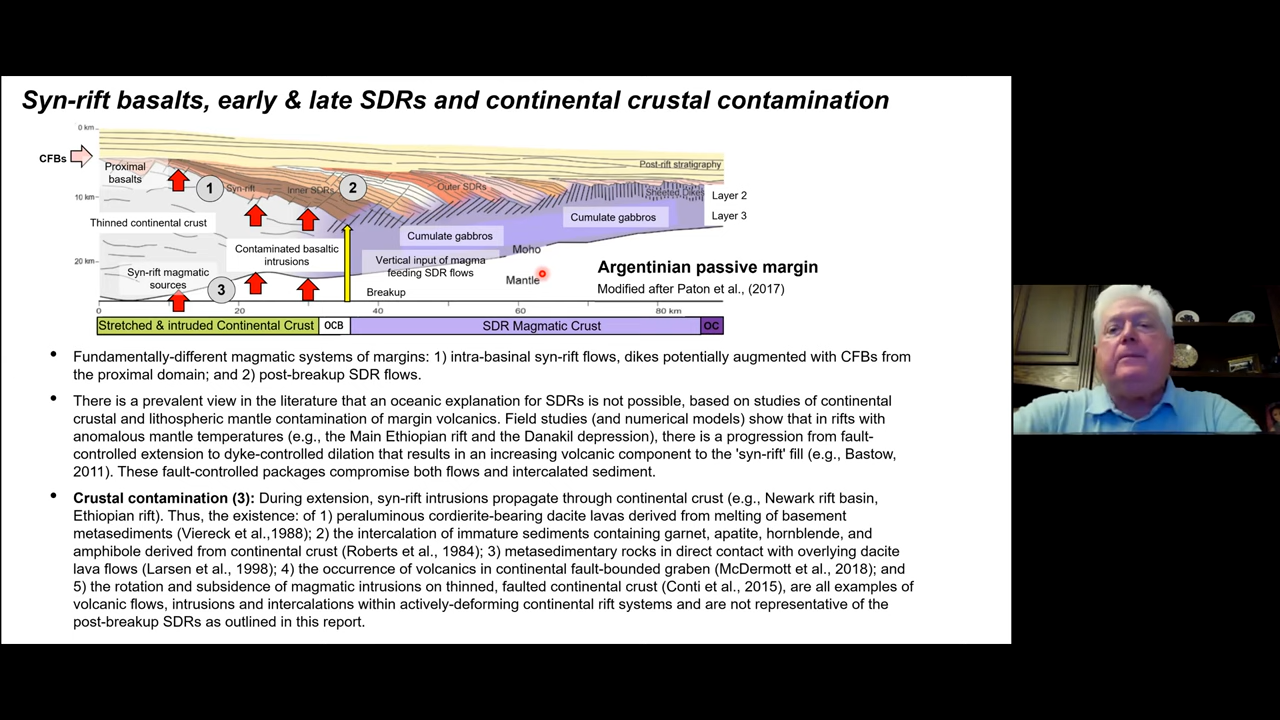 Syn-rift basalts, early & late SDRs and continental crustal contamination
0 km
CFBs
Proximal
basalts
Post-rift stratigraphy
1
Syn-rift
Inner SDRs
2
Outer SDRs
Sheeted Dikes
10 km
Layer 2
Thinned continental crust
Cumulate gabbros
Layer 3
Cumulate gabbros
Contaminated basaltic
intrusions
Moho
20 km
Vertical input of magma
feeding SDR flows
Syn-rift magmatic
sources
3
Mantle
Argentinian passive margin
Breakup
Modified after Paton et al., (2017)
0
20
40
60
80 km
Stretched & intruded Continental Crust
OCB
SDR Magmatic Crust
OC
• Fundamentally-different magmatic systems of margins: 1) intra-basinal syn-rift flows, dikes potentially augmented with CFBs from
the proximal domain; and 2) post-breakup SDR flows.
• There is a prevalent view in the literature that an oceanic explanation for SDRs is not possible, based on studies of continental
crustal and lithospheric mantle contamination of margin volcanics. Field studies (and numerical models) show that in rifts with
anomalous mantle temperatures (e.g., the Main Ethiopian rift and the Danakil depression), there is a progression from fault-
controlled extension to dyke-controlled dilation that results in an increasing volcanic component to the 'syn-rift' fill (e.g., Bastow,
2011). These fault-controlled packages compromise both flows and intercalated sediment.
• Crustal contamination (3): During extension, syn-rift intrusions propagate through continental crust (e.g., Newark rift basin,
Ethiopian rift). Thus, the existence: of 1) peraluminous cordierite-bearing dacite lavas derived from melting of basement
metasediments (Viereck et al.,1988); 2) the intercalation of immature sediments containing garnet, apatite, hornblende, and
amphibole derived from continental crust (Roberts et al., 1984); 3) metasedimentary rocks in direct contact with overlying dacite
lava flows (Larsen et al., 1998); 4) the occurrence of volcanics in continental fault-bounded graben (McDermott et al., 2018); and
5) the rotation and subsidence of magmatic intrusions on thinned, faulted continental crust (Conti et al., 2015), are all examples of
volcanic flows, intrusions and intercalations within actively-deforming continental rift systems and are not representative of the
post-breakup SDRs as outlined in this report.